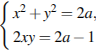 x² + y² = 2a,
2xy = 2a − 1